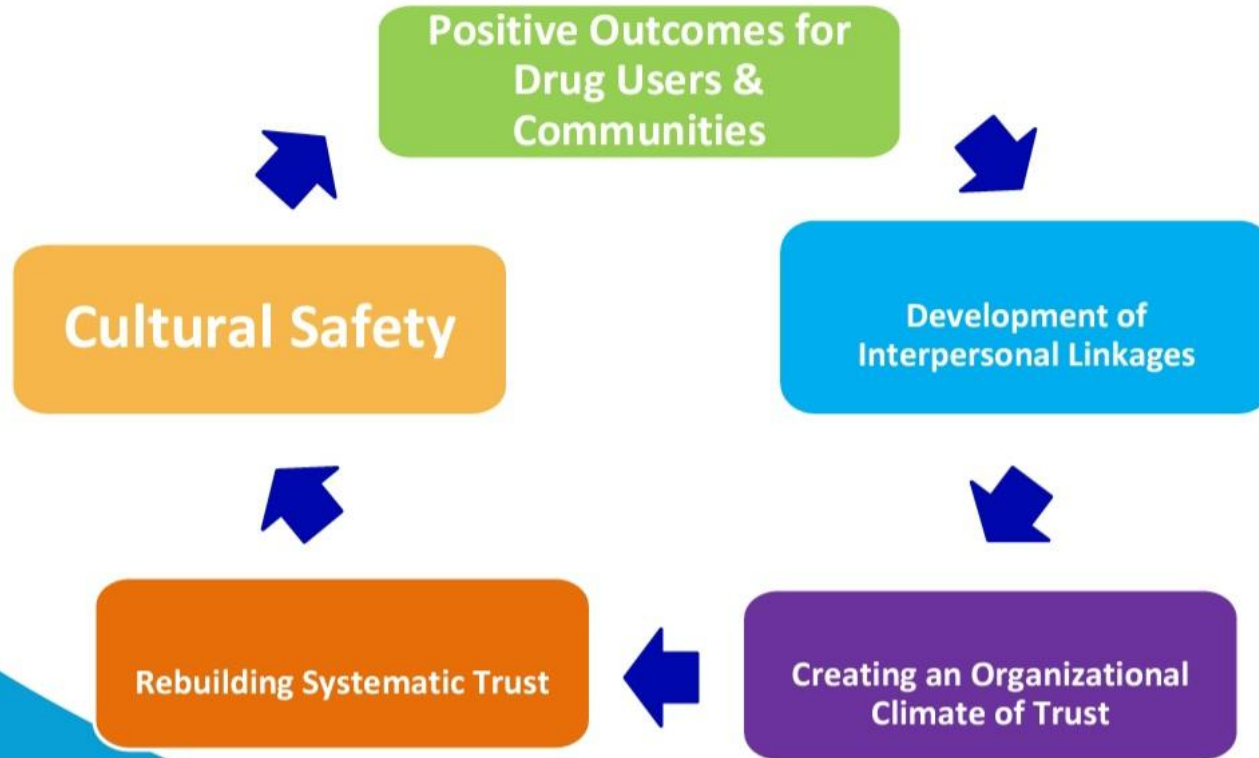 Positive Outcomes for
Drug Users &
Communities
Development of
Interpersonal Linkages
Creating an Organizational
Climate of Trust
Rebuilding Systematic Trust
Cultural Safety